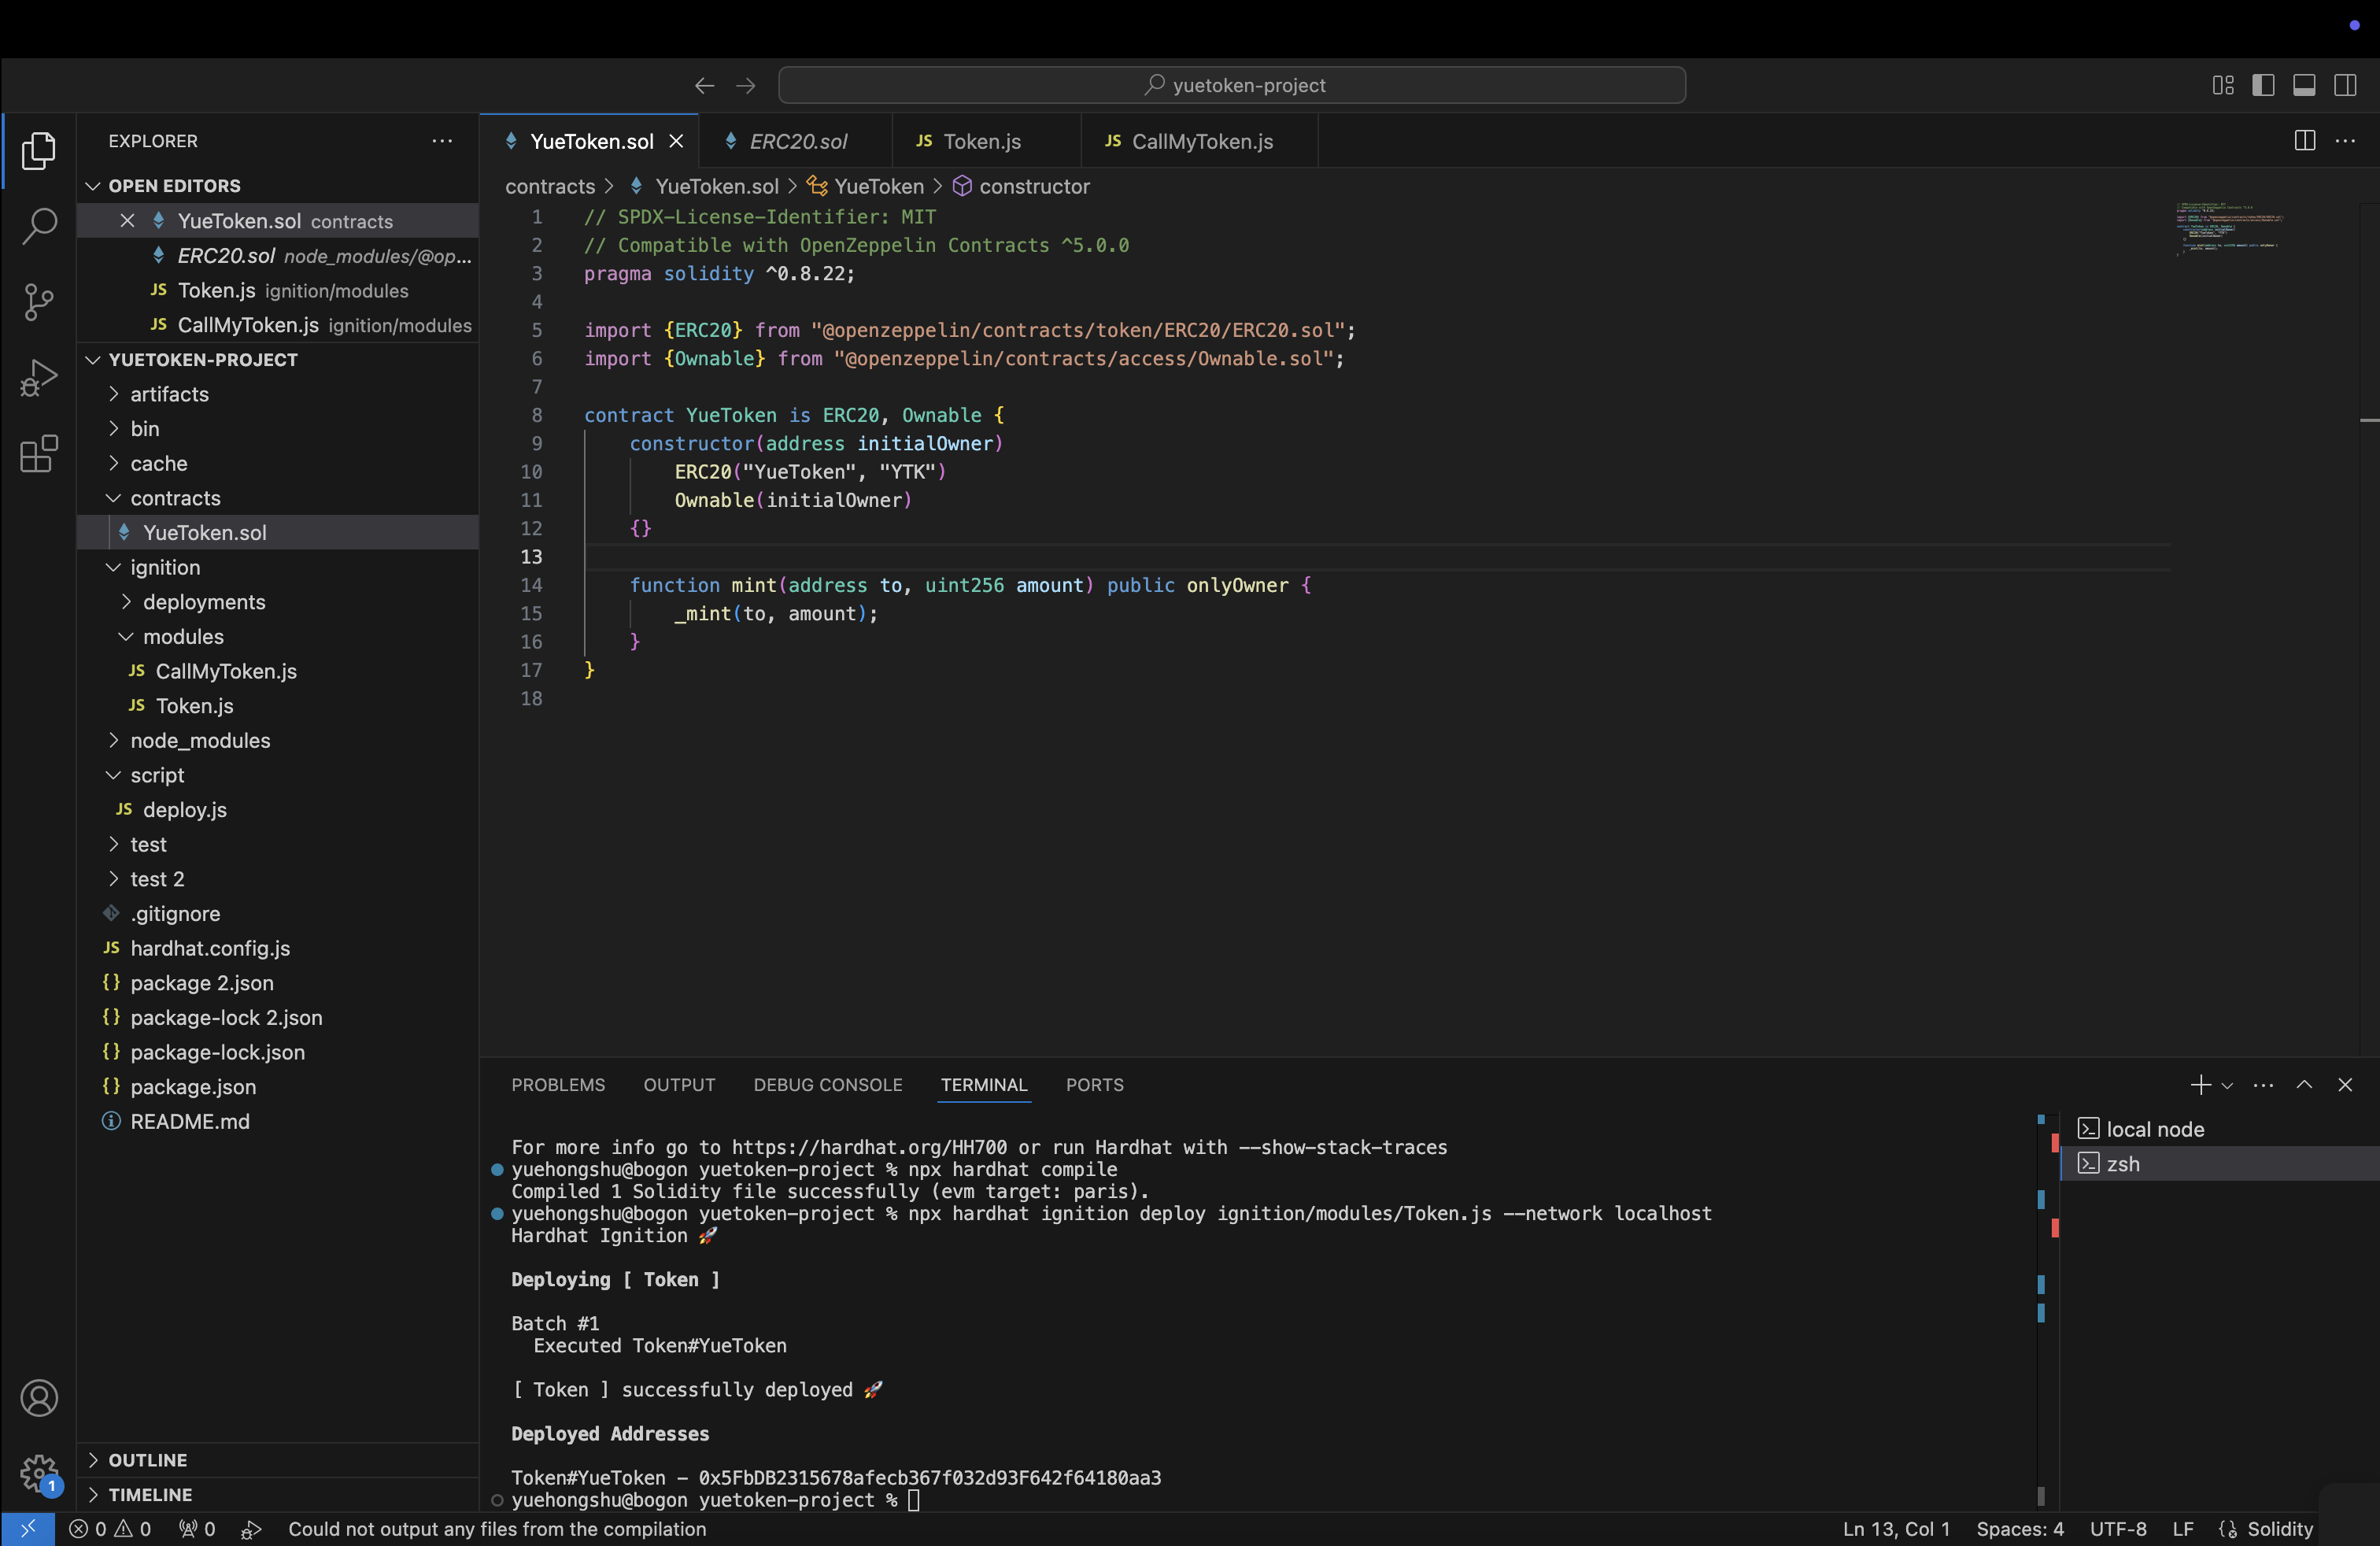 yuetoken-project
EXPLORER
OPEN EDITORS
YueToken.sol contracts
ERC20.sol node_modules/@op...
Token.js ignition/modules
CallMyToken.js ignition/modules
YUETOKEN-PROJECT
artifacts
bin
cache
contracts
YueToken.sol
ignition
deployments
modules
JS CallMyToken.js
JS Token.js
node_modules
script
JS deploy.js
test
test 2
.gitignore
JS hardhat.config.js
{} package 2.json
{} package-lock 2.json
{} package-lock.json
{} package.json
README.md
OUTLINE
TIMELINE
1
YueToken.sol
ERC20.sol
JS Token.js
JS CallMyToken.js
contracts > YueToken.sol > YueToken > constructor
1 // SPDX-License-Identifier: MIT
2 // Compatible with OpenZeppelin Contracts ^5.0.0
3 pragma solidity ^0.8.22;
4
5 import {ERC20} from "@openzeppelin/contracts/token/ERC20/ERC20.sol";
6 import {Ownable} from "@openzeppelin/contracts/access/Ownable.sol";
7
8 contract YueToken is ERC20, Ownable {
9 constructor(address initialOwner)
10 ERC20("YueToken", "YTK")
11 Ownable(initialOwner)
12 {}
13
14 function mint(address to, uint256 amount) public onlyOwner {
15 _mint(to, amount);
16 }
17 }
18
PROBLEMS OUTPUT DEBUG CONSOLE TERMINAL PORTS
For more info go to https://hardhat.org/HH700 or run Hardhat with --show-stack-traces
yuehongshu@bogon yuetoken-project % npx hardhat compile
Compiled 1 Solidity file successfully (evm target: paris).
yuehongshu@bogon yuetoken-project % npx hardhat ignition deploy ignition/modules/Token.js --network localhost
Hardhat Ignition 🚀
Deploying [ Token ]
Batch #1
Executed Token#YueToken
[ Token ] successfully deployed 🚀
Deployed Addresses
Token#YueToken - 0x5FbDB2315678afecb367f032d93F642f64180aa3
yuehongshu@bogon yuetoken-project %
local node
zsh
0 0 0 Could not output any files from the compilation
Ln 13, Col 1 Spaces: 4 UTF-8 LF Solidity